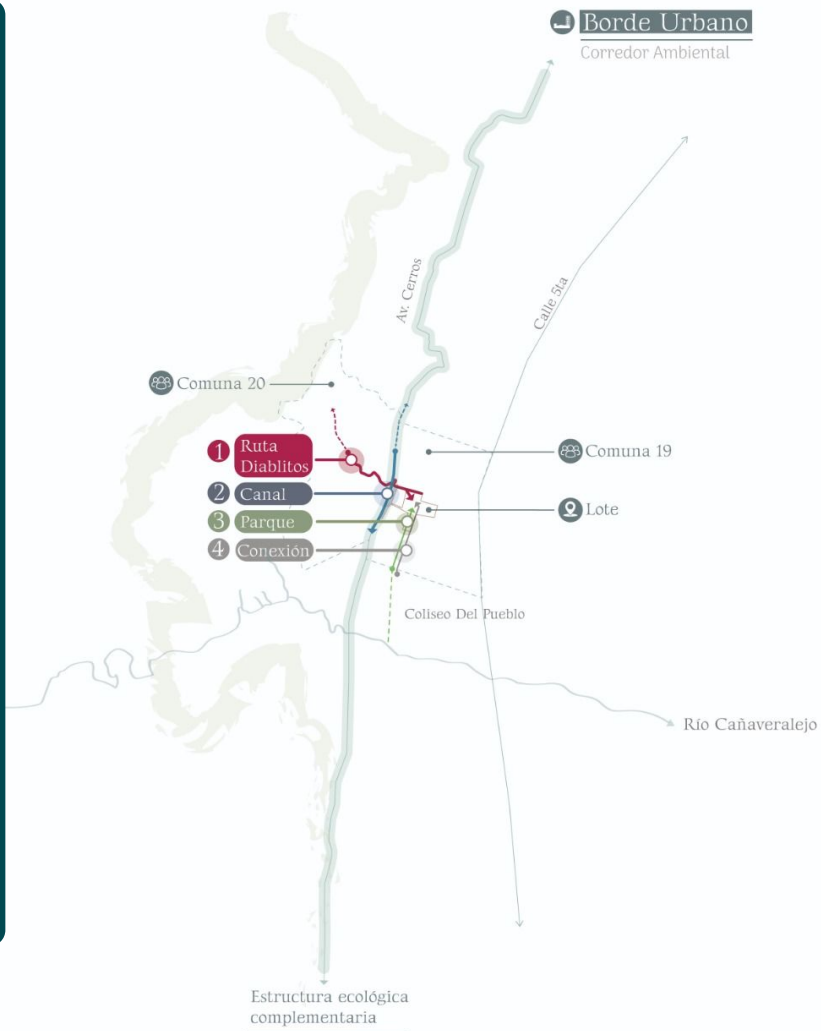 Borde Urbano
Corredor Ambiental
Av. Cerros
Calle 5ta
Comuna 20
1 Ruta
Diablitos
Comuna 19
2 Canal
Lote
3 Parque
4 Conexión
Coliseo Del Pueblo
Río Cañaveralejo
Estructura ecológica
complementaria